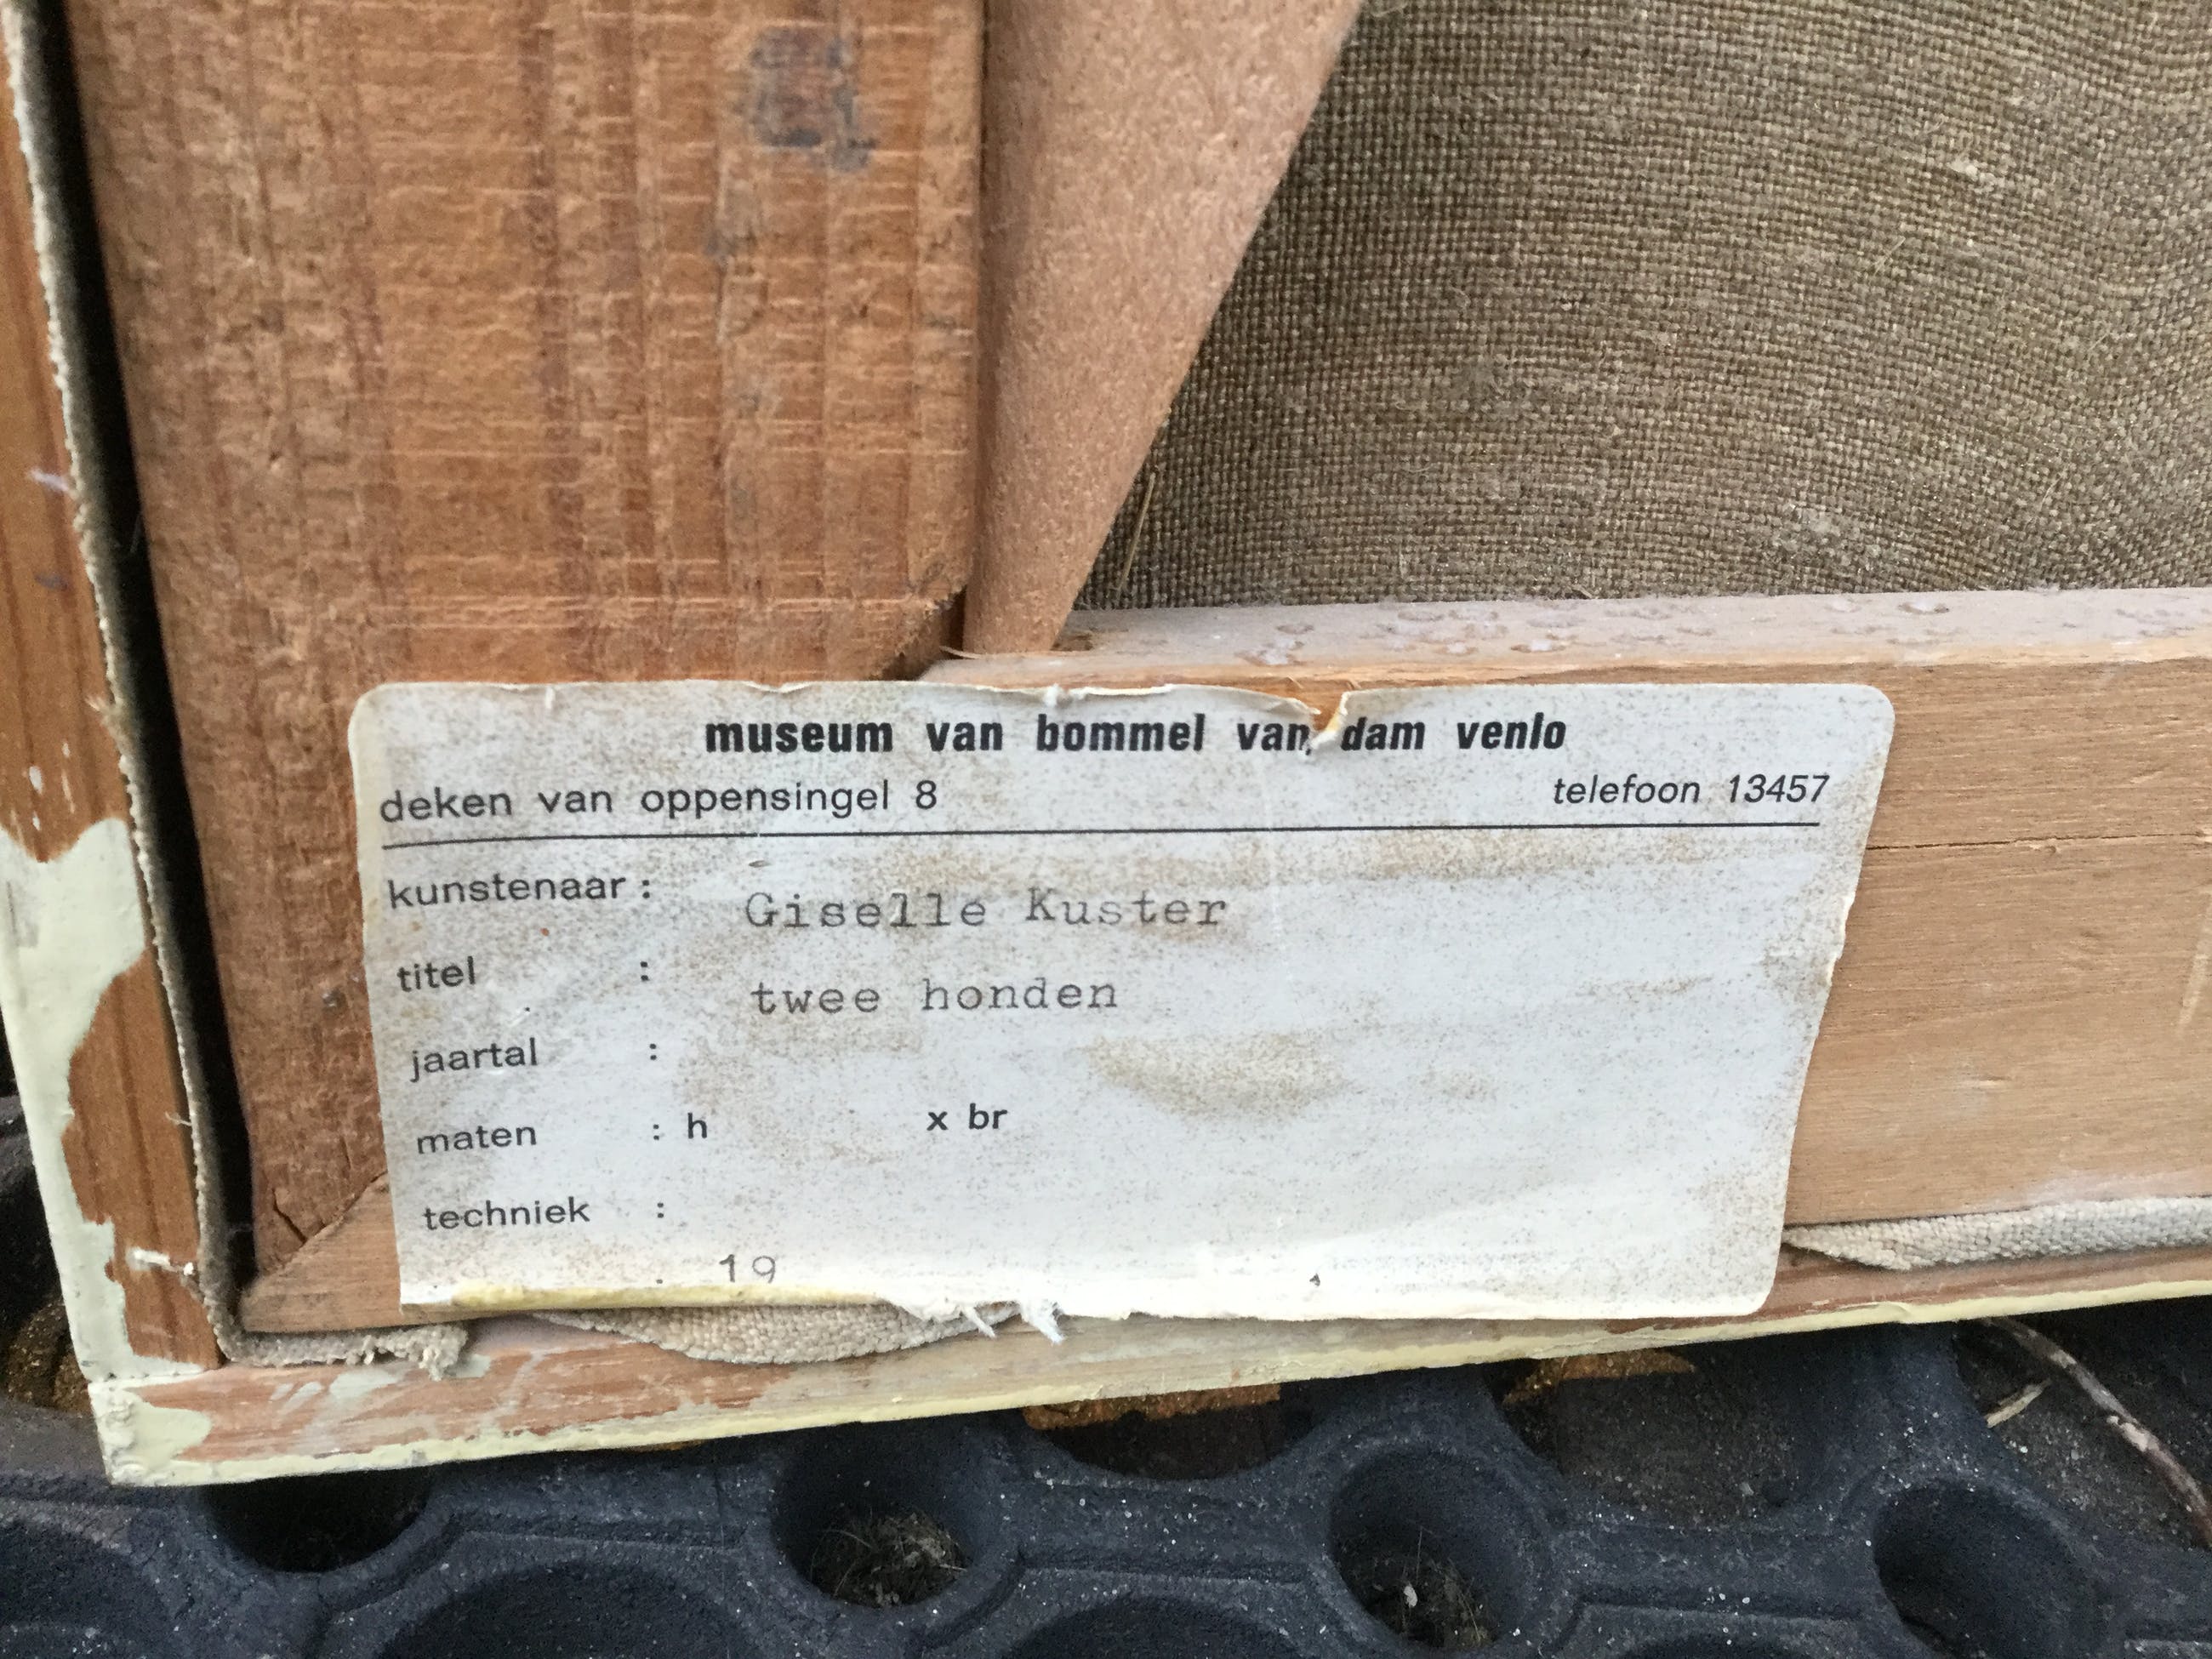 museum van bommel van dam venlo
deken van oppensingel 8 telefoon 13457
kunstenaar : Giselle Kuster
titel : twee honden
jaartal :
maten : h x br
techniek :
: 19